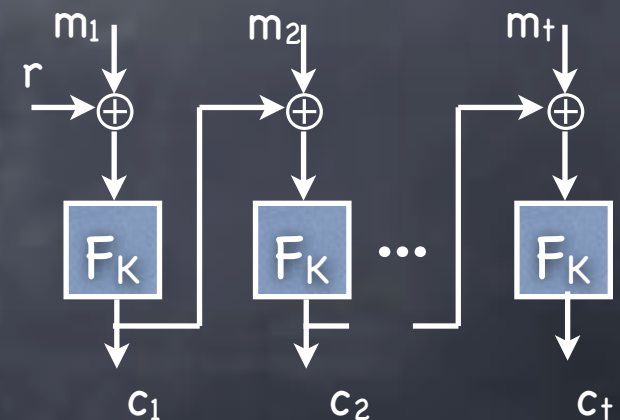 m₁ m₂ mₜ
r
Fₖ Fₖ ... Fₖ
c₁ c₂ cₜ